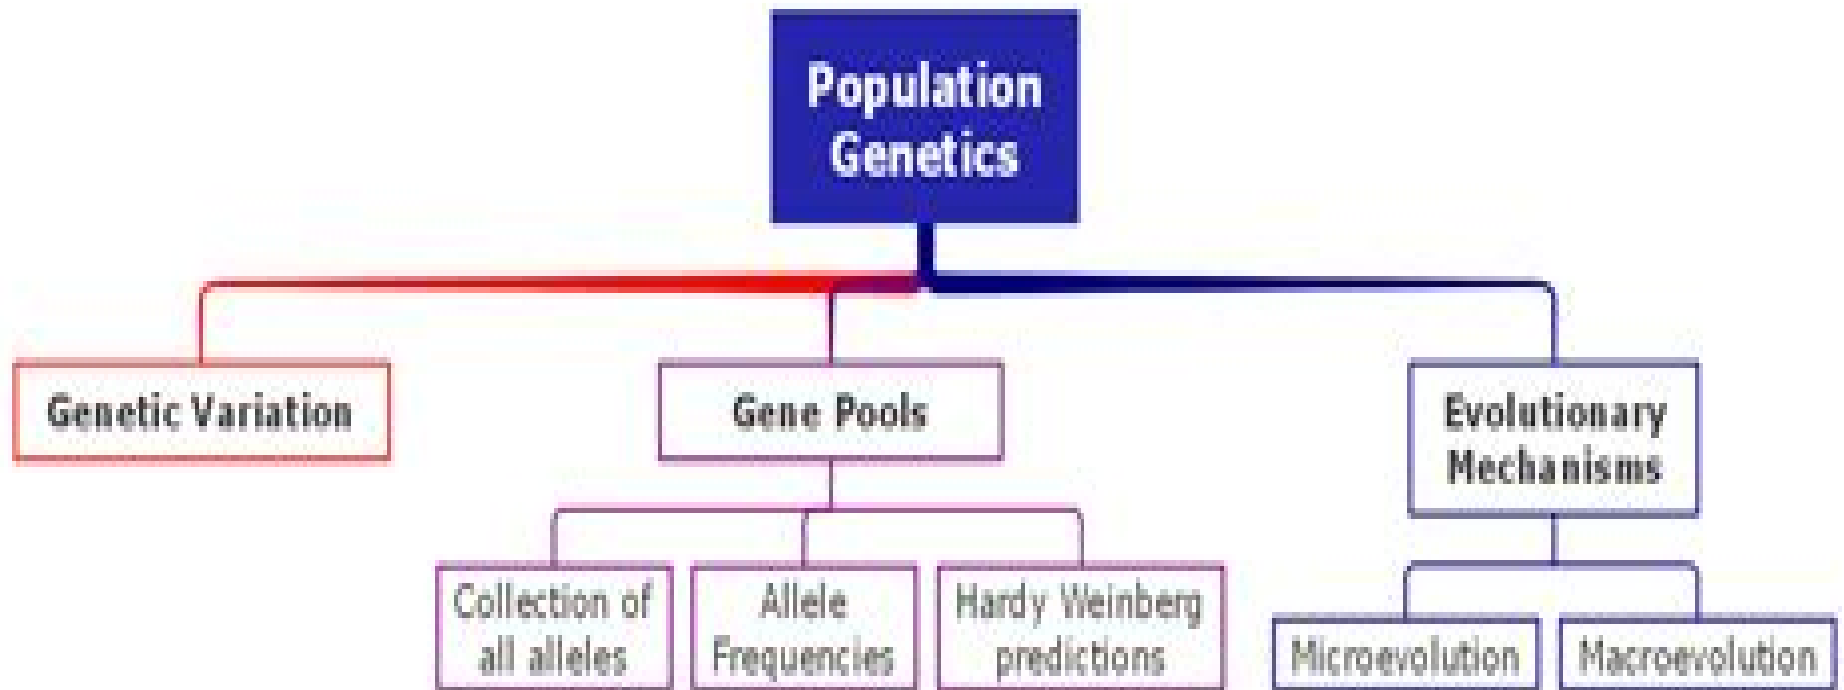 Population
Genetics
Genetic Variation
Gene Pools
Evolutionary
Mechanisms
Collection of
all alleles
Allele
Frequencies
Hardy Weinberg
predictions
Microevolution
Macroevolution